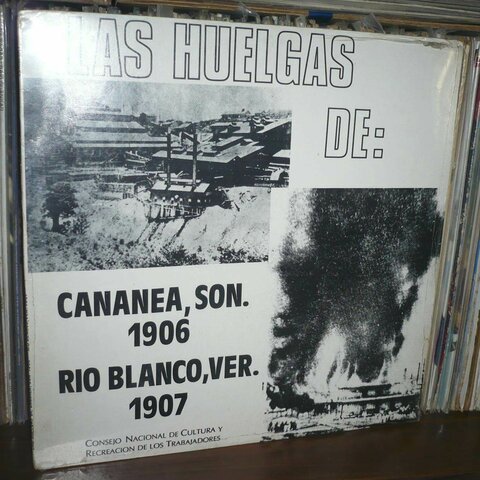 LAS HUELGAS
DE:
CANANEA, SON.
1906
RIO BLANCO, VER.
1907
CONSEJO NACIONAL DE CULTURA Y
RECREACION DE LOS TRABAJADORES